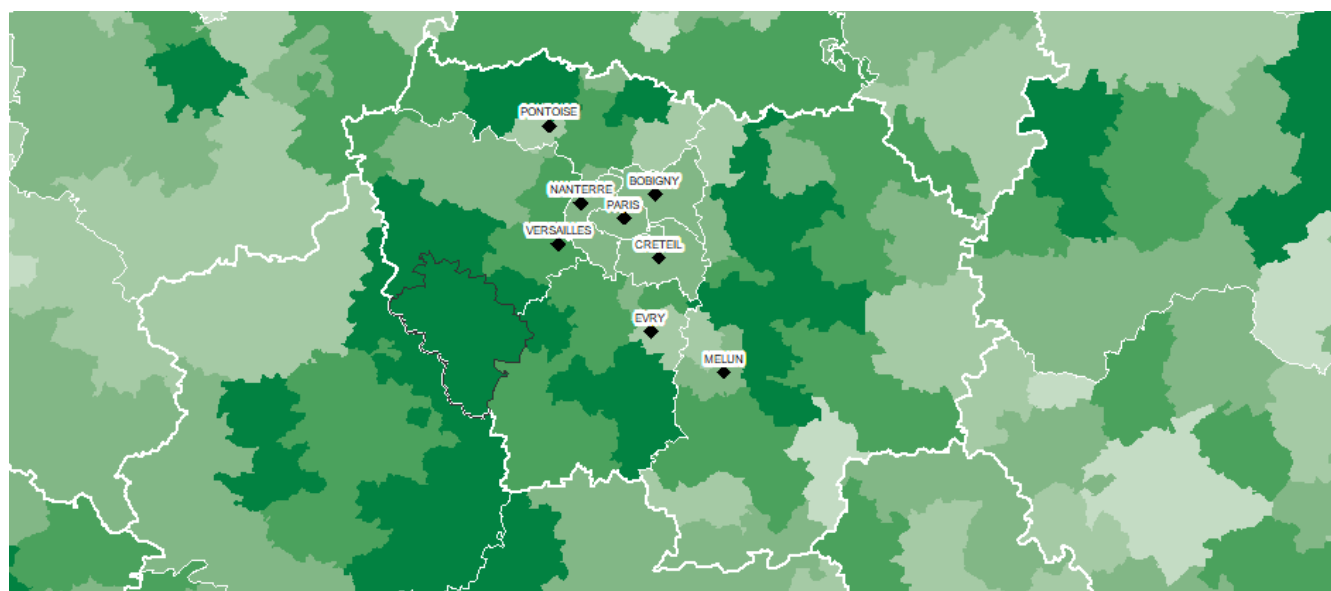 PONTOISE
BOBIGNY
NANTERRE
PARIS
VERSAILLES
CRETEIL
EVRY
MELUN